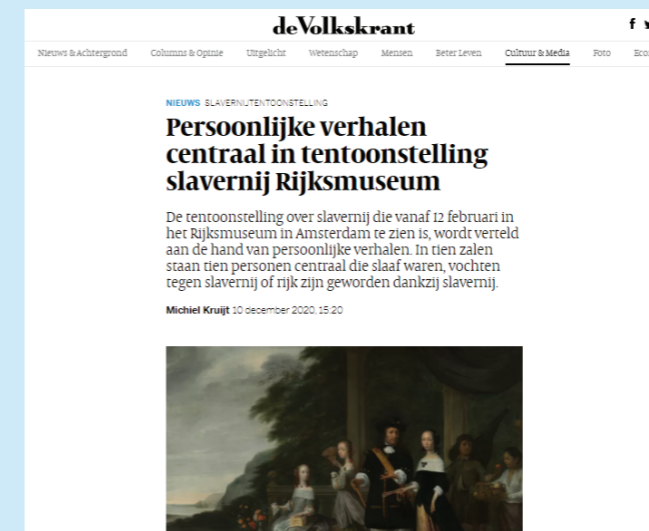 deVolkskrant
Nieuws & Achtergrond Columns & Opinie Uitgelicht Wetenschap Mensen Beter Leven Cultuur & Media Foto
NIEUWS SLAVERNIJTENTOONSTELLING
Persoonlijke verhalen
centraal in tentoonstelling
slavernij Rijksmuseum
De tentoonstelling over slavernij die vanaf 12 februari in
het Rijksmuseum in Amsterdam te zien is, wordt verteld
aan de hand van persoonlijke verhalen. In tien zalen
staan tien personen centraal die slaaf waren, vochten
tegen slavernij of rijk zijn geworden dankzij slavernij.
Michiel Kruijt 10 december 2020, 15:20